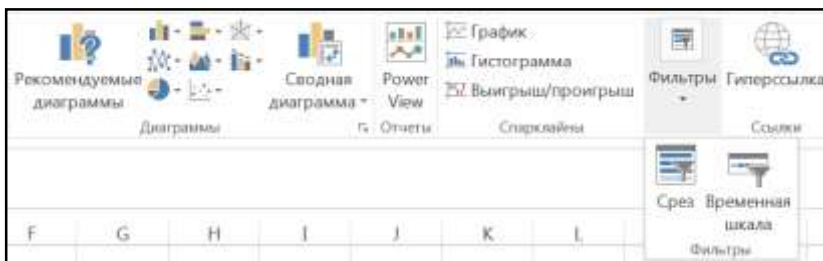 Рекомендуемые
диаграммы
Сводная
диаграмма
Диаграммы
Power
View
Отчеты
График
Гистограмма
Выигрыш/проигрыш
Спарклайны
Фильтры
Гиперссылка
Ссылки
Срез
Временная
шкала
Фильтры
F G H I J K L